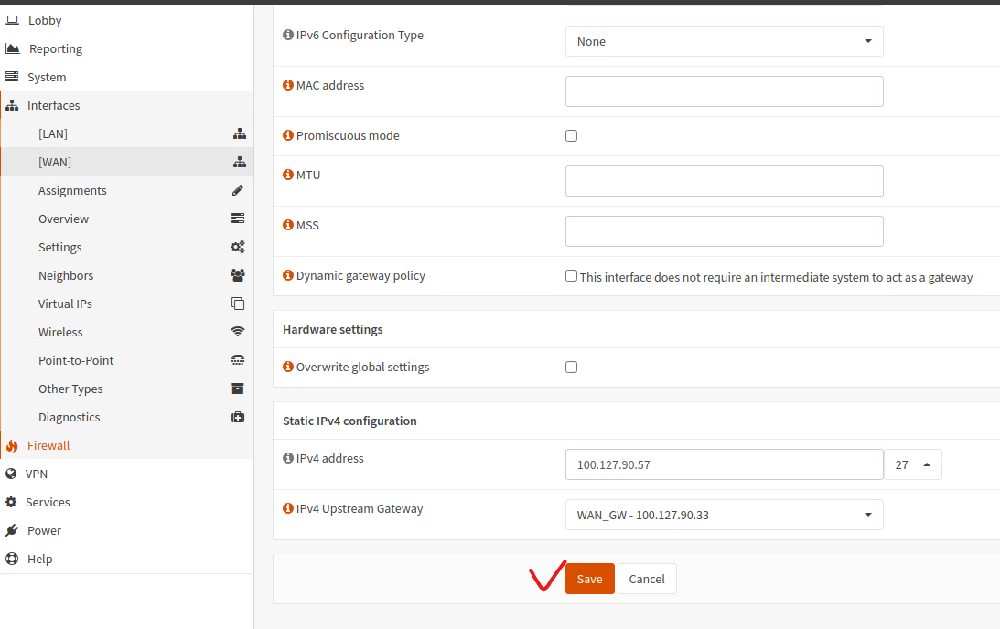 Lobby
Reporting
System
Interfaces
[LAN]
[WAN]
Assignments
Overview
Settings
Neighbors
Virtual IPs
Wireless
Point-to-Point
Other Types
Diagnostics
Firewall
VPN
Services
Power
Help
IPv6 Configuration Type
None
MAC address
Promiscuous mode
MTU
MSS
Dynamic gateway policy
This interface does not require an intermediate system to act as a gateway
Hardware settings
Overwrite global settings
Static IPv4 configuration
IPv4 address
100.127.90.57
27
IPv4 Upstream Gateway
WAN_GW - 100.127.90.33
Save
Cancel